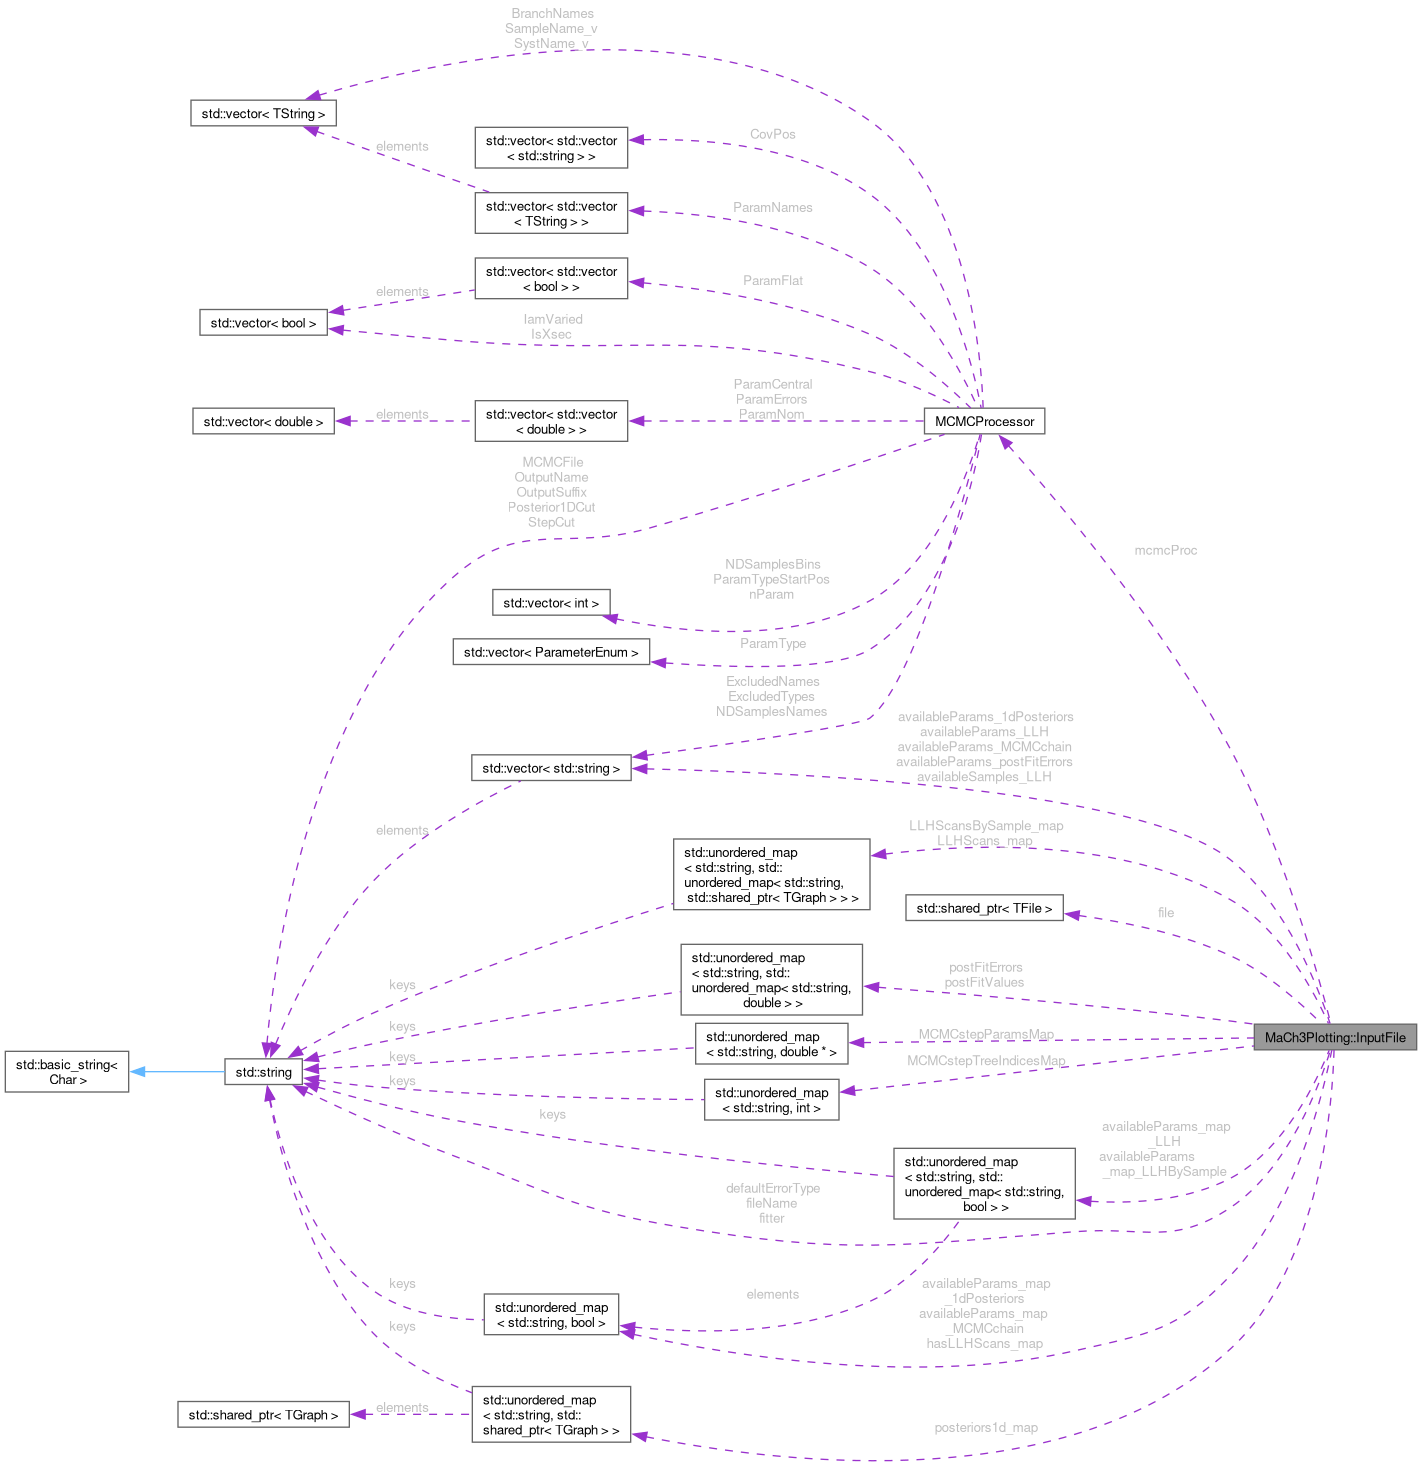 BranchNames
SampleName_v
SystName_v
std::vector< TString >
CovPos
std::vector< std::vector
< std::string > >
elements
std::vector< std::vector
< TString > >
ParamNames
std::vector< std::vector
< bool > >
ParamFlat
elements
std::vector< bool >
IamVaried
IsXsec
ParamCentral
ParamErrors
ParamNom
std::vector< double >
elements
std::vector< std::vector
< double > >
MCMCProcessor
MCMCFile
OutputName
OutputSuffix
Posterior1DCut
StepCut
mcmcProc
NDSamplesBins
ParamTypeStartPos
nParam
std::vector< int >
std::vector< ParameterEnum >
ParamType
ExcludedNames
ExcludedTypes
NDSamplesNames
availableParams_1dPosteriors
availableParams_LLH
availableParams_MCMCchain
availableParams_postFitErrors
availableSamples_LLH
std::vector< std::string >
elements
LLHScansBySample_map
LLHScans_map
std::unordered_map
< std::string, std::
unordered_map< std::string,
std::shared_ptr< TGraph > > >
std::shared_ptr< TFile >
file
std::unordered_map
< std::string, std::
unordered_map< std::string,
double > >
postFitErrors
postFitValues
keys
keys
std::unordered_map
< std::string, double * >
MCMCstepParamsMap
MaCh3Plotting::InputFile
keys
MCMCstepTreeIndicesMap
std::basic_string<
Char >
std::string
keys
std::unordered_map
< std::string, int >
keys
availableParams_map
_LLH
availableParams
_map_LLHBySample
std::unordered_map
< std::string, std::
unordered_map< std::string,
bool > >
defaultErrorType
fileName
fitter
keys
std::unordered_map
< std::string, bool >
elements
availableParams_map
_1dPosteriors
availableParams_map
_MCMCchain
hasLLHScans_map
keys
std::shared_ptr< TGraph >
elements
std::unordered_map
< std::string, std::
shared_ptr< TGraph > >
posteriors1d_map